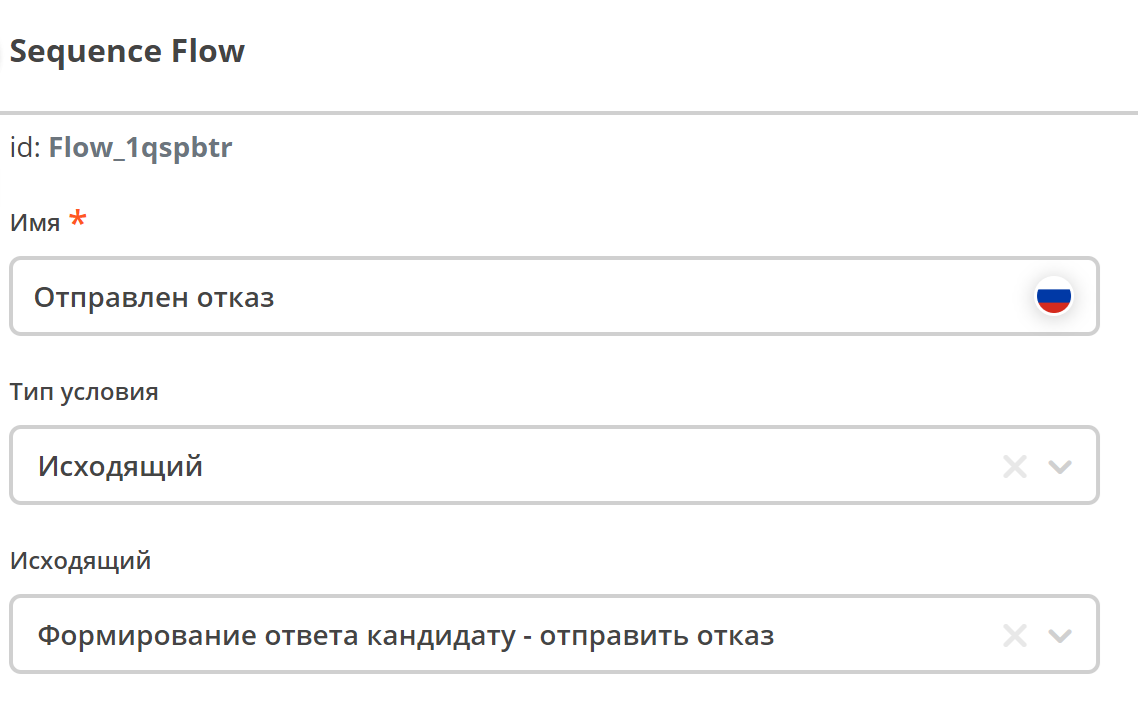 Sequence Flow
id: Flow_1qspbtr
Имя *
Отправлен отказ
Тип условия
Исходящий
Исходящий
Формирование ответа кандидату - отправить отказ